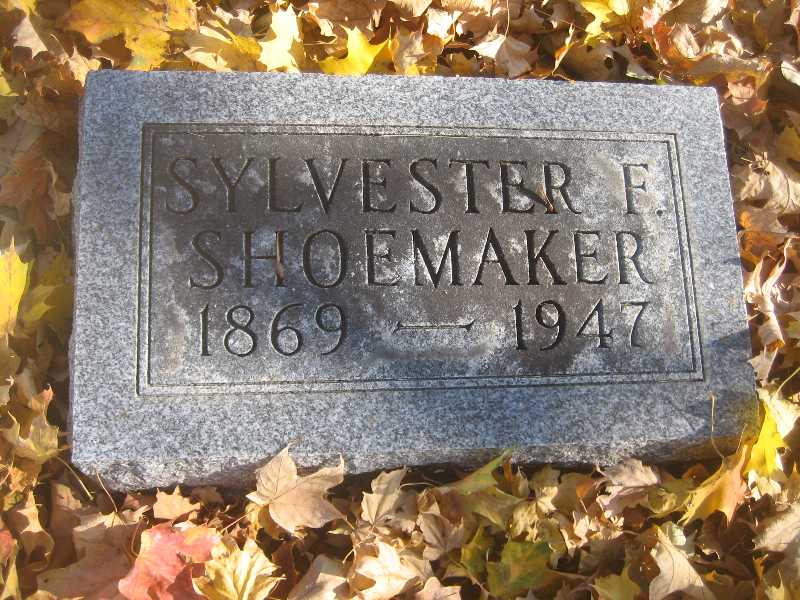 SYLVESTER F.
SHOEMAKER
1869 — 1947